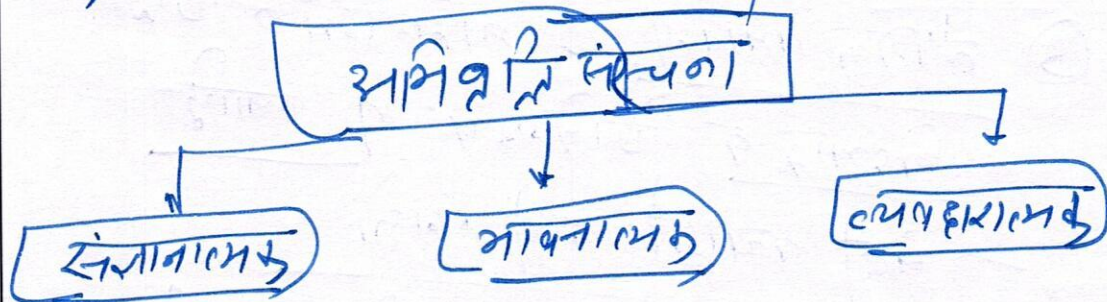 अभिवृत्ति संरचना
संज्ञानात्मक भावनात्मक व्यवहारात्मक